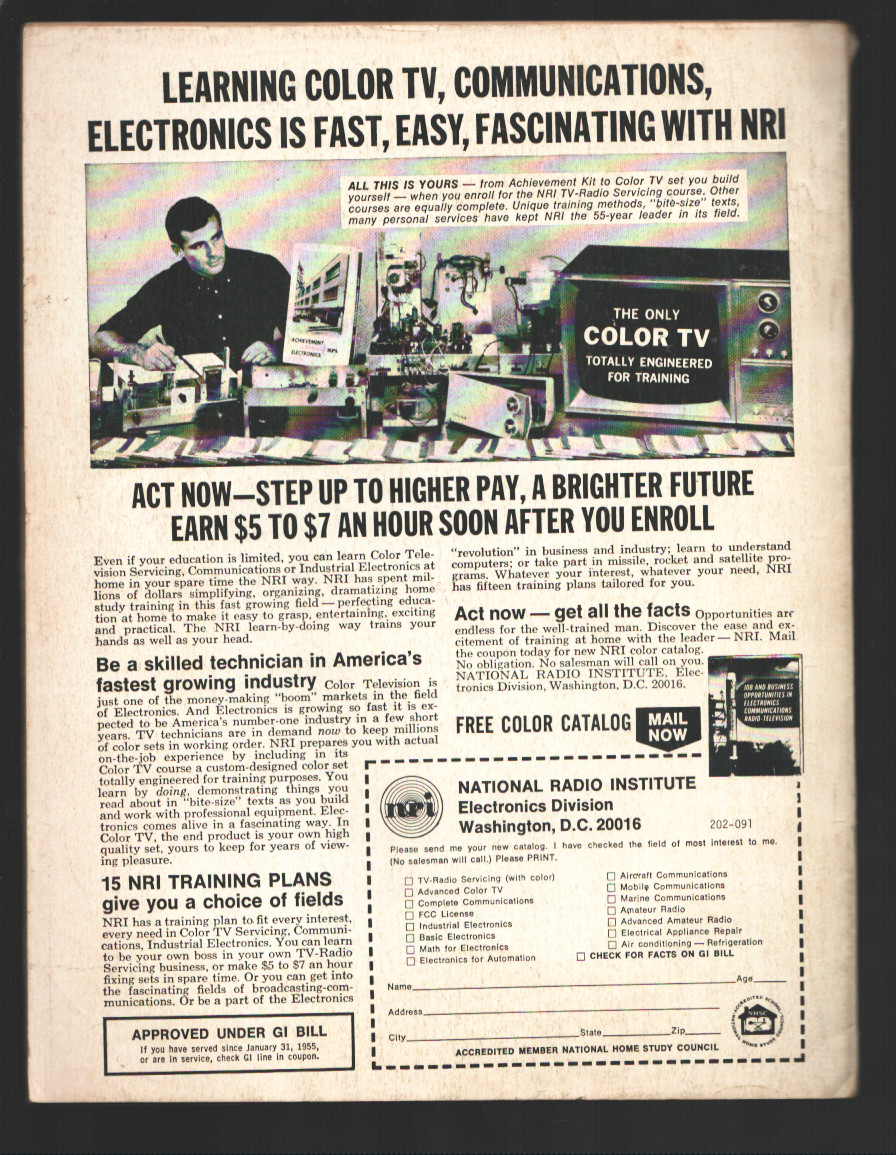 LEARNING COLOR TV, COMMUNICATIONS,
ELECTRONICS IS FAST, EASY, FASCINATING WITH NRI
ALL THIS IS YOURS — from Achievement Kit to Color TV set you build
yourself — when you enroll for the NRI TV-Radio Servicing course. Other
courses are equally complete. Unique training methods, "bite-size" texts,
many personal services have kept NRI the 55-year leader in its field.
ACHIEVEMENT
ELECTRONICS
THE ONLY
COLOR TV
TOTALLY ENGINEERED
FOR TRAINING
ACT NOW—STEP UP TO HIGHER PAY, A BRIGHTER FUTURE
EARN $5 TO $7 AN HOUR SOON AFTER YOU ENROLL
Even if your education is limited, you can learn Color Tele-
vision Servicing, Communications or Industrial Electronics at
home in your spare time the NRI way. NRI has spent mil-
lions of dollars simplifying, organizing, dramatizing home
study training in this fast growing field — perfecting educa-
tion at home to make it easy to grasp, entertaining, exciting
and practical. The NRI learn-by-doing way trains your
hands as well as your head.
Be a skilled technician in America's
fastest growing industry Color Television is
just one of the money-making "boom" markets in the field
of Electronics. And Electronics is growing so fast it is ex-
pected to be America's number-one industry in a few short
years. TV technicians are in demand now to keep millions
of color sets in working order. NRI prepares you with actual
on-the-job experience by including in its
Color TV course a custom-designed color set
totally engineered for training purposes. You
learn by doing, demonstrating things you
read about in "bite-size" texts as you build
and work with professional equipment. Elec-
tronics comes alive in a fascinating way. In
Color TV, the end product is your own high
quality set, yours to keep for years of view-
ing pleasure.
15 NRI TRAINING PLANS
give you a choice of fields
NRI has a training plan to fit every interest,
every need in Color TV Servicing, Communi-
cations, Industrial Electronics. You can learn
to be your own boss in your own TV-Radio
Servicing business, or make $5 to $7 an hour
fixing sets in spare time. Or you can get into
the fascinating fields of broadcasting-com-
munications. Or be a part of the Electronics
APPROVED UNDER GI BILL
If you have served since January 31, 1955,
or are in service, check GI line in coupon.
"revolution" in business and industry; learn to understand
computers; or take part in missile, rocket and satellite pro-
grams. Whatever your interest, whatever your need, NRI
has fifteen training plans tailored for you.
Act now — get all the facts Opportunities are
endless for the well-trained man. Discover the ease and ex-
citement of training at home with the leader — NRI. Mail
the coupon today for new NRI color catalog.
No obligation. No salesman will call on you.
NATIONAL RADIO INSTITUTE, Elec-
tronics Division, Washington, D.C. 20016.
FREE COLOR CATALOG
MAIL
NOW
JOB AND BUSINESS
OPPORTUNITIES IN
ELECTRONICS
COMMUNICATIONS
RADIO-TELEVISION
nri
NATIONAL RADIO INSTITUTE
Electronics Division
Washington, D.C. 20016
202-091
Please send me your new catalog. I have checked the field of most interest to me.
(No salesman will call.) Please PRINT.
TV-Radio Servicing (with color)
Advanced Color TV
Complete Communications
FCC License
Industrial Electronics
Basic Electronics
Math for Electronics
Electronics for Automation
Aircraft Communications
Mobile Communications
Marine Communications
Amateur Radio
Advanced Amateur Radio
Electrical Appliance Repair
Air conditioning — Refrigeration
CHECK FOR FACTS ON GI BILL
Name Age
Address
City State Zip
ACCREDITED MEMBER NATIONAL HOME STUDY COUNCIL
NHSC